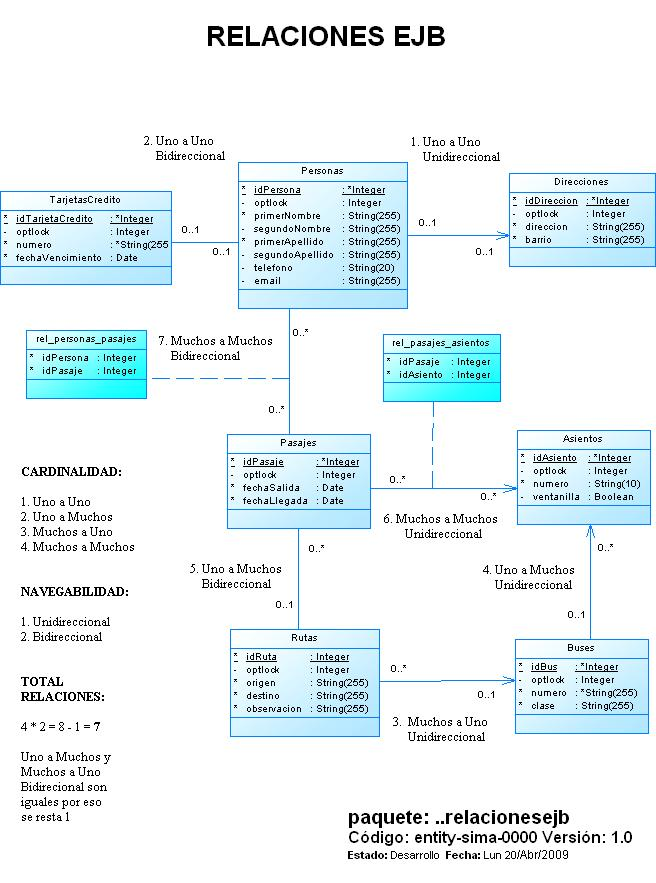 RELACIONES EJB
2. Uno a Uno
Bidireccional
1. Uno a Uno
Unidireccional
TarjetasCredito
* idTarjetaCredito : *Integer
- optlock : Integer
* numero : *String(255
* fechaVencimiento : Date
0..1
0..1
Personas
* idPersona : *Integer
- optlock : Integer
* primerNombre : String(255)
- segundoNombre : String(255)
* primerApellido : String(255)
- segundoApellido : String(255)
- telefono : String(20)
- email : String(255)
0..1
0..1
Direcciones
* idDireccion : *Integer
- optlock : Integer
* direccion : String(255)
* barrio : String(255)
rel_personas_pasajes
* idPersona : Integer
* idPasaje : Integer
7. Muchos a Muchos
Bidireccional
0..*
0..*
rel_pasajes_asientos
* idPasaje : Integer
* idAsiento : Integer
Pasajes
* idPasaje : *Integer
- optlock : Integer
* fechaSalida : Date
* fechaLlegada : Date
0..*
0..*
6. Muchos a Muchos
Unidireccional
Asientos
* idAsiento : *Integer
- optlock : Integer
* numero : String(10)
- ventanilla : Boolean
CARDINALIDAD:
1. Uno a Uno
2. Uno a Muchos
3. Muchos a Uno
4. Muchos a Muchos
5. Uno a Muchos
Bidireccional
0..*
0..1
4. Uno a Muchos
Unidireccional
0..*
0..1
NAVEGABILIDAD:
1. Unidireccional
2. Bidireccional
Rutas
* idRuta : Integer
- optlock : Integer
* origen : String(255)
* destino : String(255)
* observacion : String(255)
0..*
0..1
3. Muchos a Uno
Unidireccional
Buses
* idBus : *Integer
- optlock : Integer
* numero : *String(255)
* clase : String(255)
TOTAL
RELACIONES:
4 * 2 = 8 - 1 = 7
Uno a Muchos y
Muchos a Uno
Bidirecional son
iguales por eso
se resta 1
paquete: ..relacionesejb
Código: entity-sima-0000 Versión: 1.0
Estado: Desarrollo Fecha: Lun 20/Abr/2009